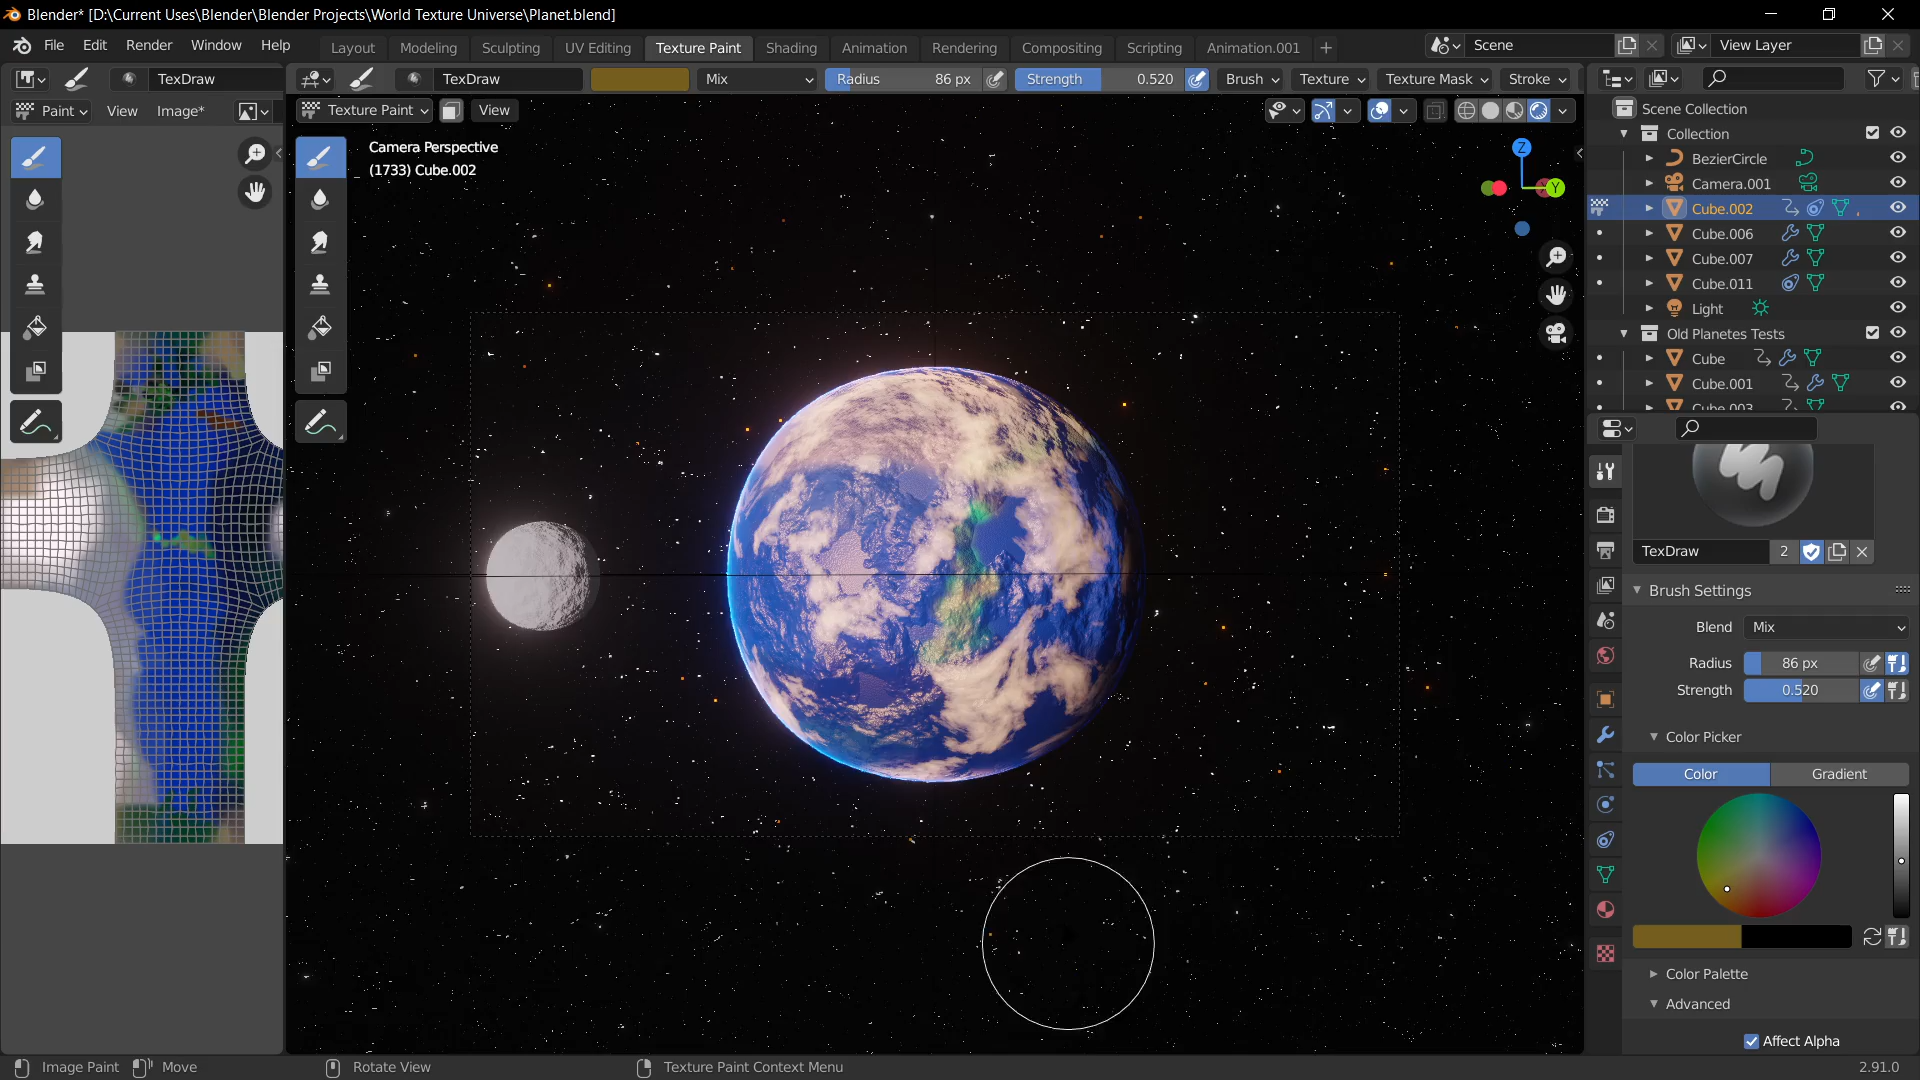 Blender* [D:\Current Uses\Blender\Blender Projects\World Texture Universe\Planet.blend]
File Edit Render Window Help Layout Modeling Sculpting UV Editing Texture Paint Shading Animation Rendering Compositing Scripting Animation.001 + Scene View Layer
TexDraw TexDraw Mix Radius 86 px Strength 0.520 Brush Texture Texture Mask Stroke
Paint View Image* Texture Paint View
Camera Perspective
(1733) Cube.002
Z
Y
Scene Collection
Collection
BezierCircle
Camera.001
Cube.002
Cube.006
Cube.007
Cube.011
Light
Old Planetes Tests
Cube
Cube.001
Cube.003
TexDraw 2
Brush Settings
Blend Mix
Radius 86 px
Strength 0.520
Color Picker
Color Gradient
Color Palette
Advanced
Affect Alpha
Image Paint Move Rotate View Texture Paint Context Menu 2.91.0